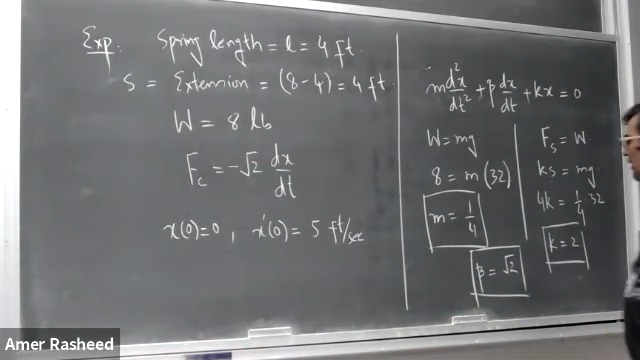 Exp: Spring length = l = 4 ft.
S = Extension = (8-4) = 4 ft
W = 8 lb
F_c = -√2 dx/dt
x(0)=0, x'(0) = 5 ft/sec
m d²x/dt² + β dx/dt + kx = 0
W = mg
8 = m (32)
m = 1/4
β = √2
F_s = W
ks = mg
4k = 1/4 · 32
k = 2
Amer Rasheed